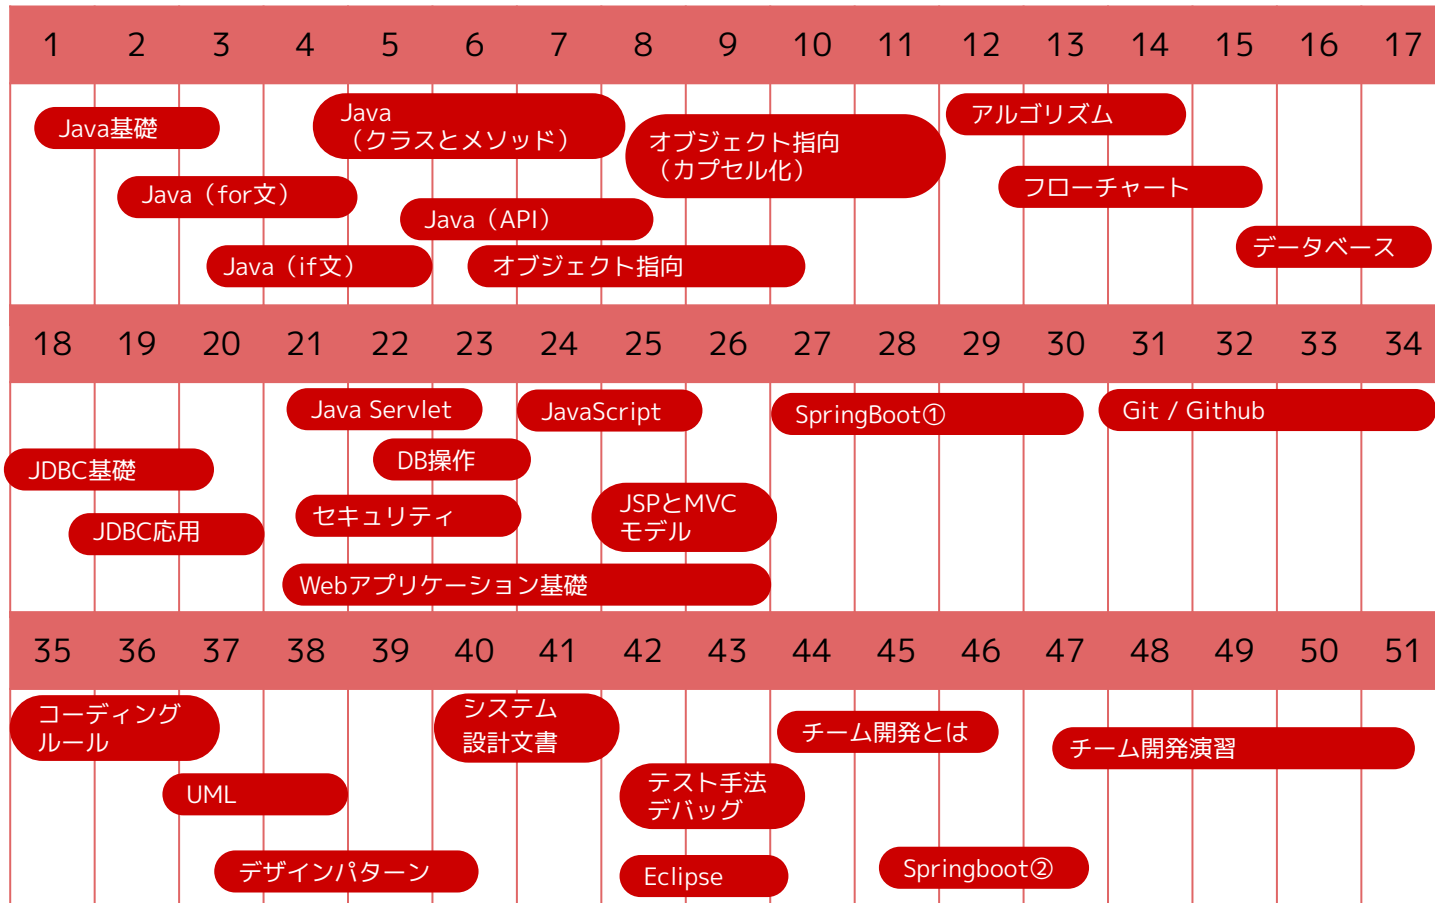 1 2 3 4 5 6 7 8 9 10 11 12 13 14 15 16 17
Java基礎
Java（for文）
Java（if文）
Java
（クラスとメソッド）
Java（API）
オブジェクト指向
オブジェクト指向
（カプセル化）
アルゴリズム
フローチャート
データベース
18 19 20 21 22 23 24 25 26 27 28 29 30 31 32 33 34
JDBC基礎
JDBC応用
Java Servlet
DB操作
セキュリティ
Webアプリケーション基礎
JavaScript
JSPとMVC
モデル
SpringBoot①
Git / Github
35 36 37 38 39 40 41 42 43 44 45 46 47 48 49 50 51
コーディング
ルール
UML
デザインパターン
システム
設計文書
テスト手法
デバッグ
Eclipse
チーム開発とは
Springboot②
チーム開発演習